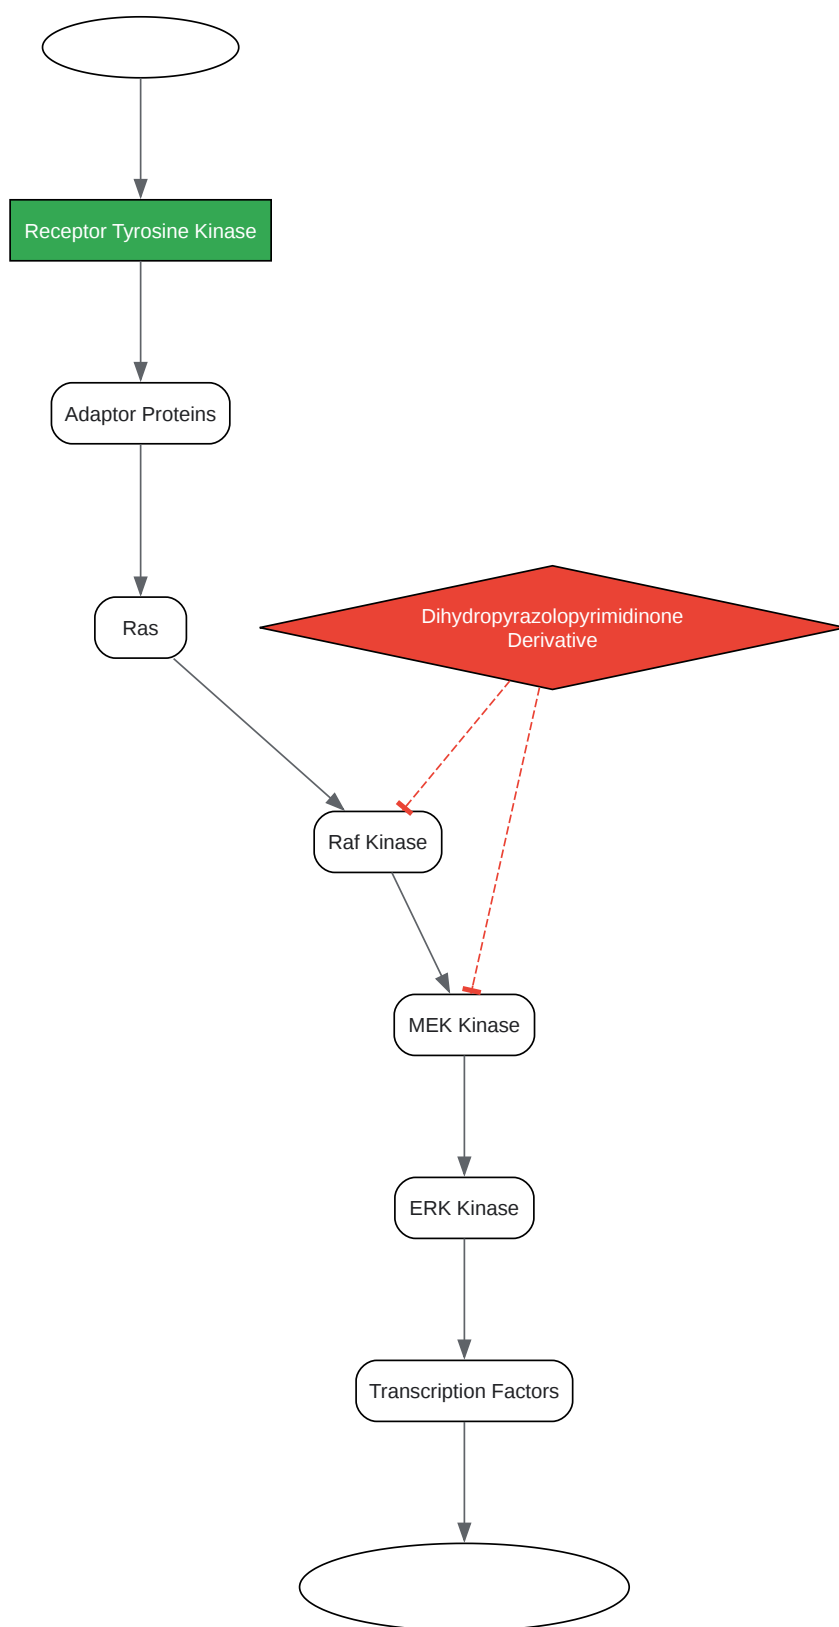 Receptor Tyrosine Kinase
Adaptor Proteins
Ras
Dihydropyrazolopyrimidinone
Derivative
Raf Kinase
MEK Kinase
ERK Kinase
Transcription Factors